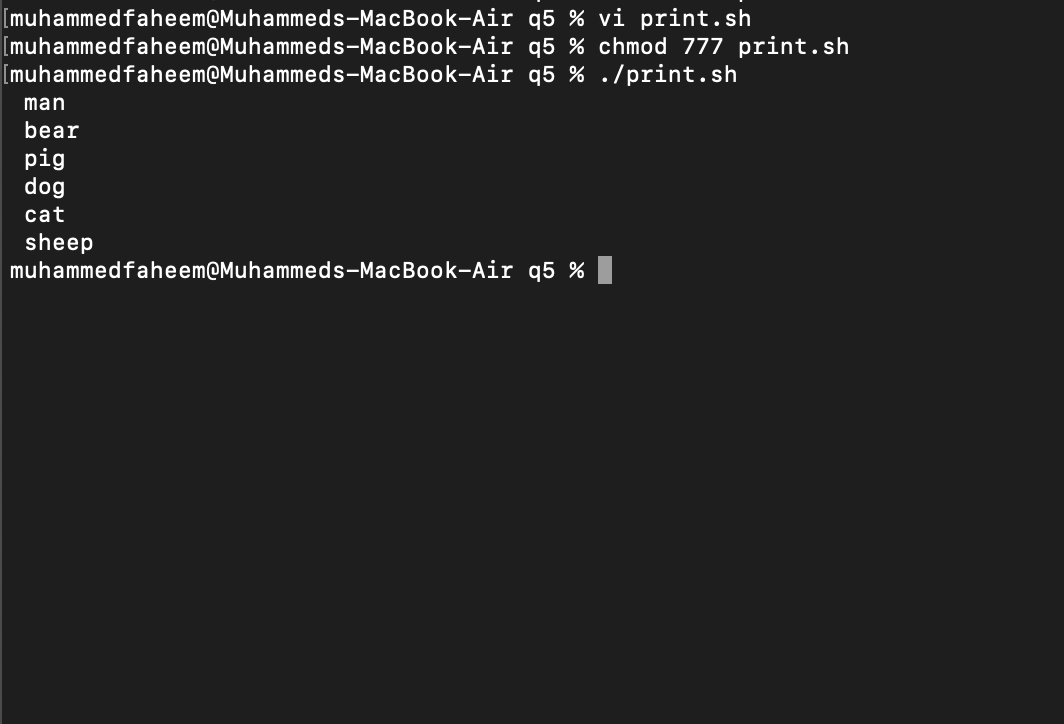 [muhammedfaheem@Muhammeds-MacBook-Air q5 % vi print.sh
[muhammedfaheem@Muhammeds-MacBook-Air q5 % chmod 777 print.sh
[muhammedfaheem@Muhammeds-MacBook-Air q5 % ./print.sh
man
bear
pig
dog
cat
sheep
muhammedfaheem@Muhammeds-MacBook-Air q5 %